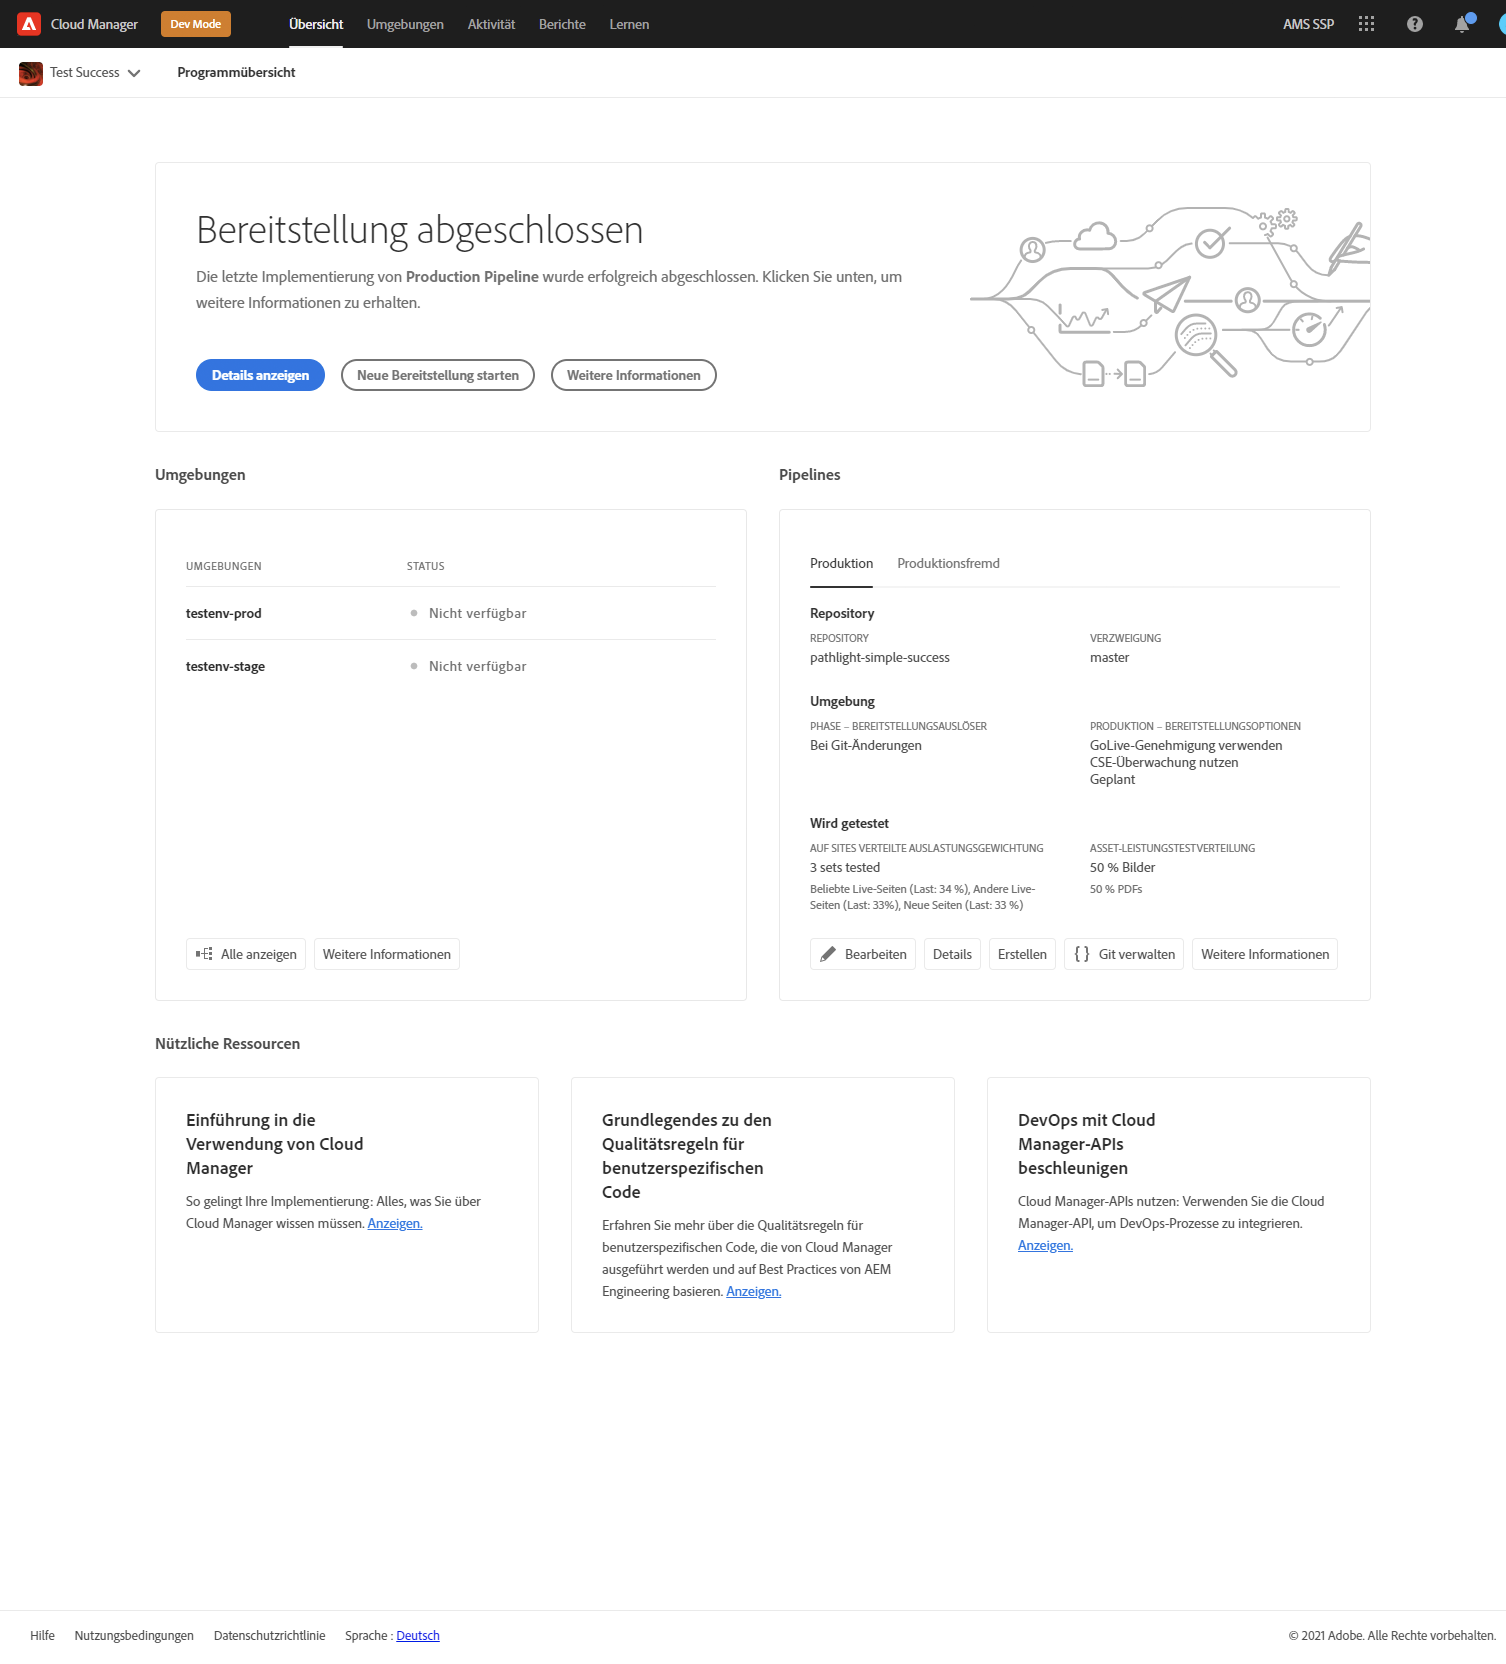 Cloud Manager Dev Mode Übersicht Umgebungen Aktivität Berichte Lernen AMS SSP
Test Success Programmübersicht
Bereitstellung abgeschlossen
Die letzte Implementierung von Production Pipeline wurde erfolgreich abgeschlossen. Klicken Sie unten, um
weitere Informationen zu erhalten.
Details anzeigen Neue Bereitstellung starten Weitere Informationen
Umgebungen
UMGEBUNGEN STATUS
testenv-prod Nicht verfügbar
testenv-stage Nicht verfügbar
Alle anzeigen Weitere Informationen
Pipelines
Produktion Produktionsfremd
Repository
REPOSITORY VERZWEIGUNG
pathlight-simple-success master
Umgebung
PHASE – BEREITSTELLUNGSAUSLÖSER PRODUKTION – BEREITSTELLUNGSOPTIONEN
Bei Git-Änderungen GoLive-Genehmigung verwenden
CSE-Überwachung nutzen
Geplant
Wird getestet
AUF SITES VERTEILTE AUSLASTUNGSGEWICHTUNG ASSET-LEISTUNGSTESTVERTEILUNG
3 sets tested 50 % Bilder
Beliebte Live-Seiten (Last: 34 %), Andere Live- 50 % PDFs
Seiten (Last: 33%), Neue Seiten (Last: 33 %)
Bearbeiten Details Erstellen Git verwalten Weitere Informationen
Nützliche Ressourcen
Einführung in die
Verwendung von Cloud
Manager
So gelingt Ihre Implementierung: Alles, was Sie über
Cloud Manager wissen müssen. Anzeigen.
Grundlegendes zu den
Qualitätsregeln für
benutzerspezifischen
Code
Erfahren Sie mehr über die Qualitätsregeln für
benutzerspezifischen Code, die von Cloud Manager
ausgeführt werden und auf Best Practices von AEM
Engineering basieren. Anzeigen.
DevOps mit Cloud
Manager-APIs
beschleunigen
Cloud Manager-APIs nutzen: Verwenden Sie die Cloud
Manager-API, um DevOps-Prozesse zu integrieren.
Anzeigen.
Hilfe Nutzungsbedingungen Datenschutzrichtlinie Sprache : Deutsch © 2021 Adobe. Alle Rechte vorbehalten.